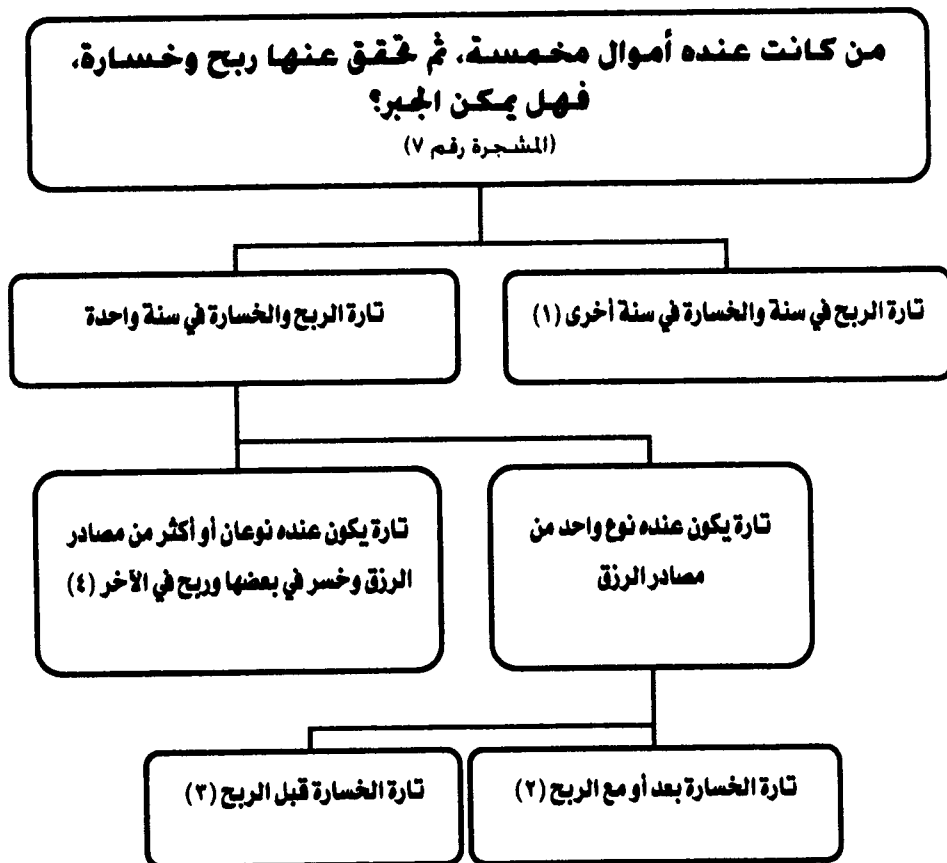 من كانت عنده أموال مخمسة، ثم تحقق عنها ربح وخسارة،
فهل يمكن الجبر؟
(المشجرة رقم ٧)
تارة الربح في سنة والخسارة في سنة أخرى (١)
تارة الربح والخسارة في سنة واحدة
تارة يكون عنده نوع واحد من
مصادر الرزق
تارة يكون عنده نوعان أو أكثر من مصادر
الرزق وخسر في بعضها وربح في الآخر (٤)
تارة الخسارة بعد أو مع الربح (٢)
تارة الخسارة قبل الربح (٣)